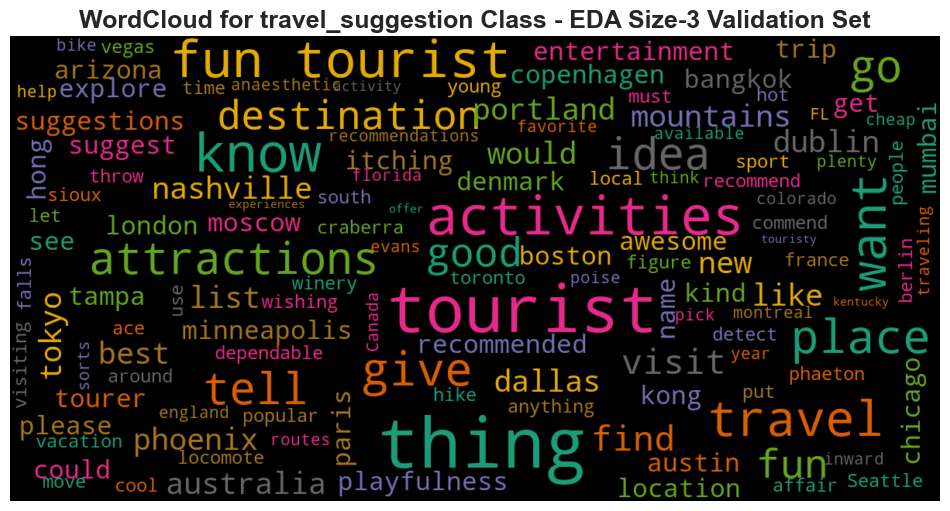 WordCloud for travel_suggestion Class - EDA Size-3 Validation Set
bike vegas fun tourist entertainment trip go
arizona time anaesthetic activity young copenhagen bangkok
help explore must hot get FL cheap
suggestions destination portland favorite mountains available mumbai
suggest know recommendations itching would idea sport dublin plenty people
hong throw nashville florida denmark local think recommend want
sioux experiences south colorado
let london moscow craberra offer activities commend touristy traveling
see attractions evans good boston awesome figure new france berlin
falls winery toronto poise kind like kentucky
tampa use list wishing Canada tourist name pick montreal
visiting tokyo ace minneapolis recommended detect place
sorts best dependable give visit year phaeton chicago
around tell hike dallas kong put
tourer england popular anything travel
please paris thing find
vacation phoenix routes fun inward
could locomote austin
move cool australia playfulness location affair Seattle